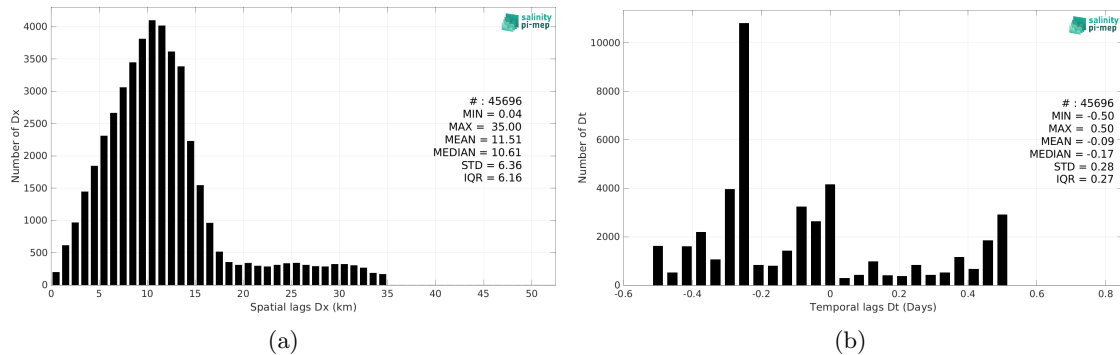 4000
3500
3000
2500
2000
1500
1000
500
0
Number of Dx
salinity
pi-mep
# : 45696
MIN = 0.04
MAX = 35.00
MEAN = 11.51
MEDIAN = 10.61
STD = 6.36
IQR = 6.16
0 5 10 15 20 25 30 35 40 45 50
Spatial lags Dx (km)
(a)
10000
8000
6000
4000
2000
0
Number of Dt
salinity
pi-mep
# : 45696
MIN = -0.50
MAX = 0.50
MEAN = -0.09
MEDIAN = -0.17
STD = 0.28
IQR = 0.27
-0.6 -0.4 -0.2 0 0.2 0.4 0.6 0.8
Temporal lags Dt (Days)
(b)